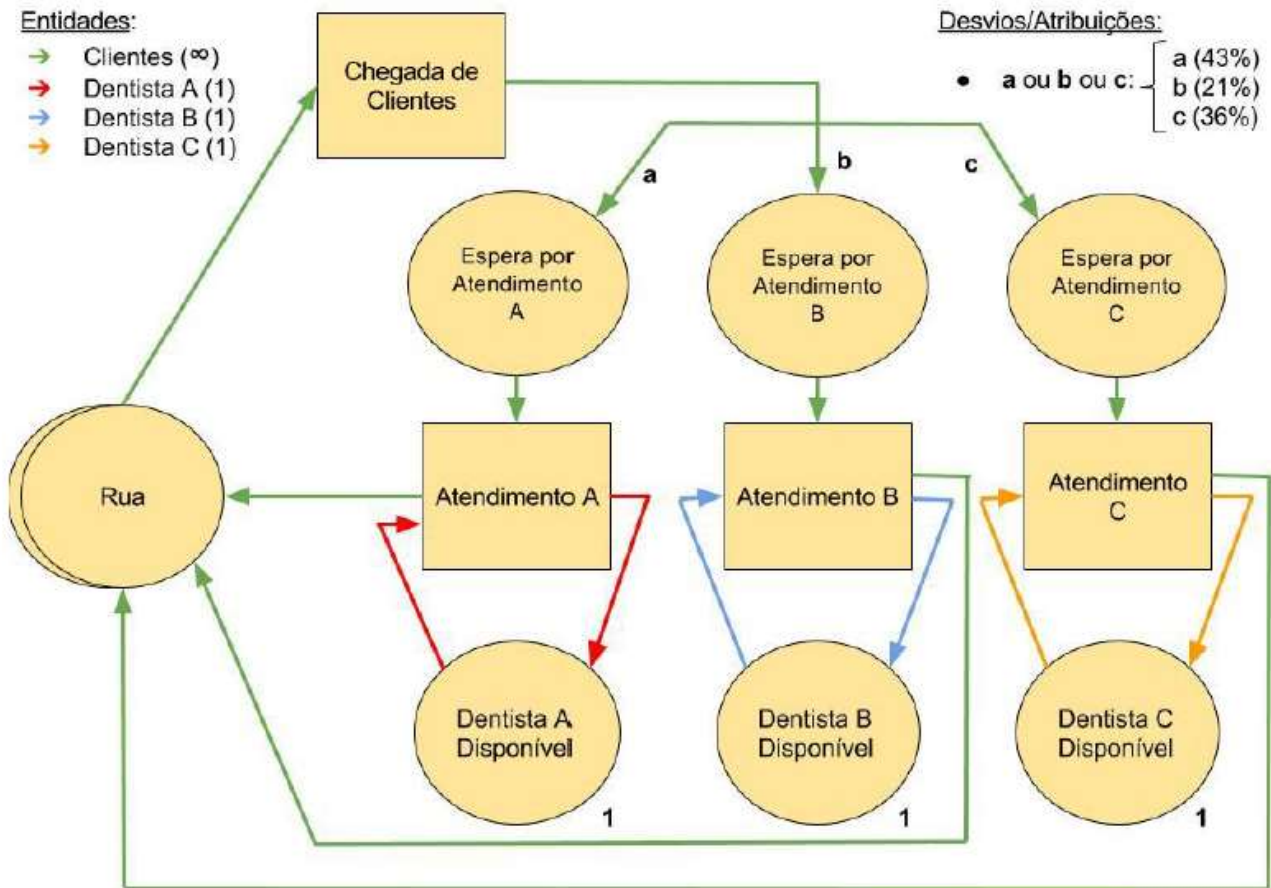 Entidades:
Clientes (∞)
Dentista A (1)
Dentista B (1)
Dentista C (1)
Chegada de
Clientes
Desvios/Atribuições:
• a ou b ou c:
a (43%)
b (21%)
c (36%)
a
b
c
Espera por
Atendimento
A
Espera por
Atendimento
B
Espera por
Atendimento
C
Rua
Atendimento A
Atendimento B
Atendimento
C
Dentista A
Disponível
1
Dentista B
Disponível
1
Dentista C
Disponível
1